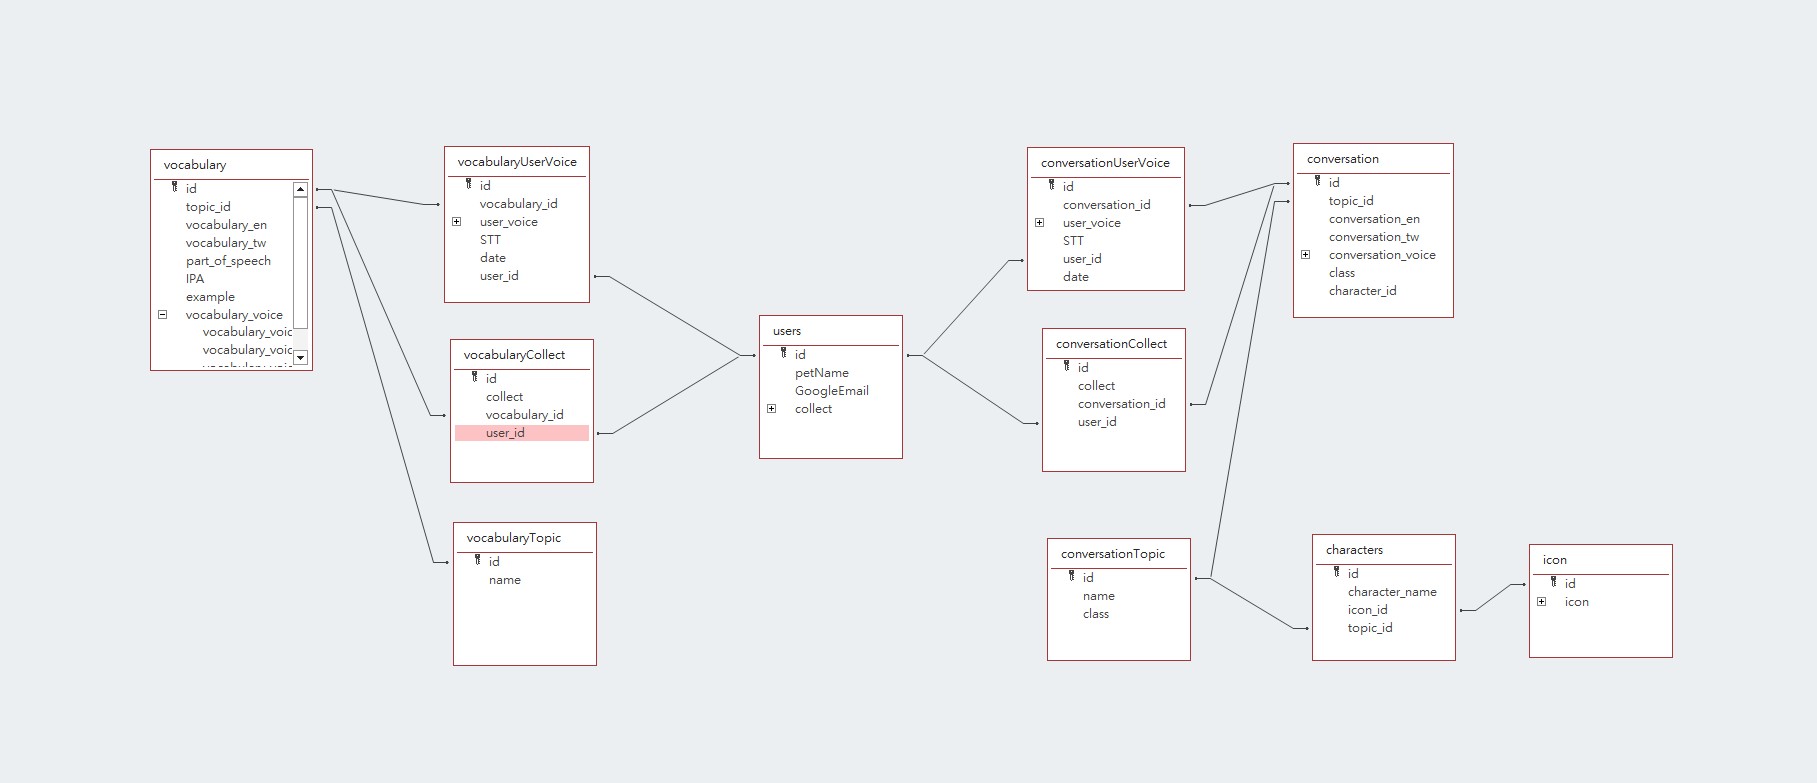 vocabulary
id
topic_id
vocabulary_en
vocabulary_tw
part_of_speech
IPA
example
vocabulary_voice
vocabularyUserVoice
id
vocabulary_id
user_voice
STT
date
user_id
vocabularyCollect
id
collect
vocabulary_id
user_id
vocabularyTopic
id
name
users
id
petName
GoogleEmail
collect
conversationUserVoice
id
conversation_id
user_voice
STT
user_id
date
conversationCollect
id
collect
conversation_id
user_id
conversationTopic
id
name
class
conversation
id
topic_id
conversation_en
conversation_tw
conversation_voice
class
character_id
characters
id
character_name
icon_id
topic_id
icon
id
icon